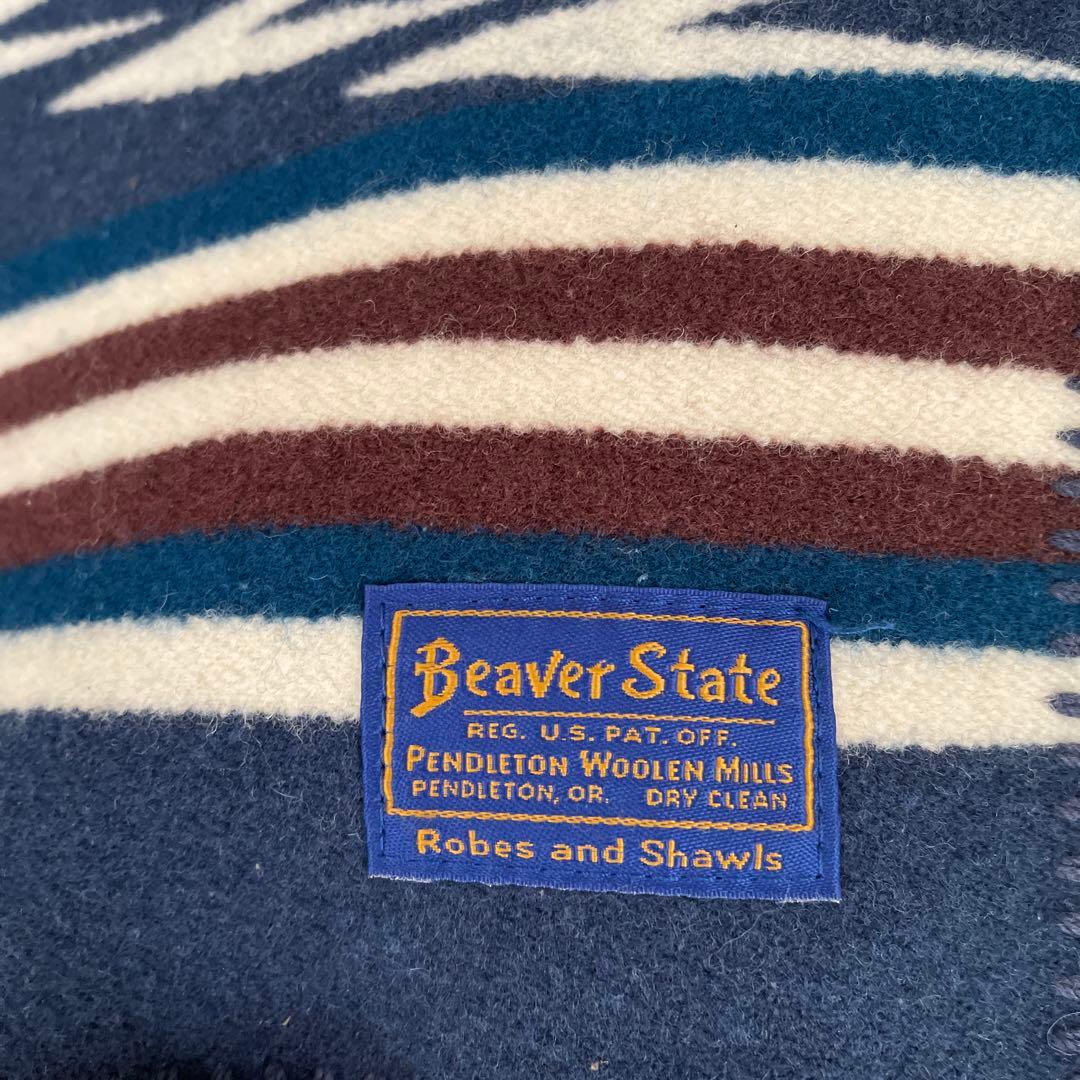 Beaver State
REG. U.S. PAT. OFF.
PENDLETON WOOLEN MILLS
PENDLETON, OR. DRY CLEAN
Robes and Shawls